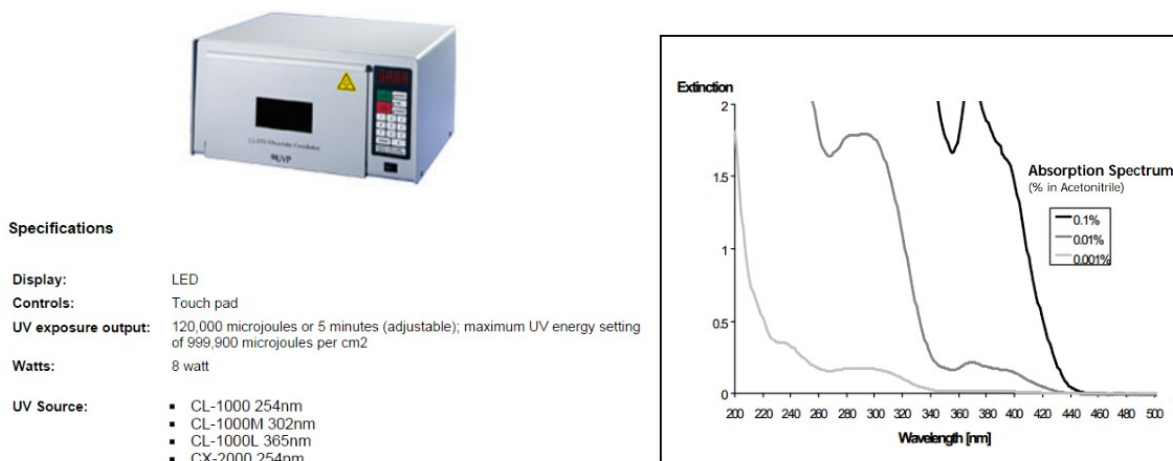 UVP
Specifications
Display: LED
Controls: Touch pad
UV exposure output: 120,000 microjoules or 5 minutes (adjustable); maximum UV energy setting
of 999,900 microjoules per cm2
Watts: 8 watt
UV Source: ▪ CL-1000 254nm
▪ CL-1000M 302nm
▪ CL-1000L 365nm
▪ CX-2000 254nm
Extinction
2
1.5
1
0.5
0
200 220 240 260 280 300 320 340 360 380 400 420 440 460 480 500
Wavelength [nm]
Absorption Spectrum
(% in Acetonitrile)
0.1%
0.01%
0.001%